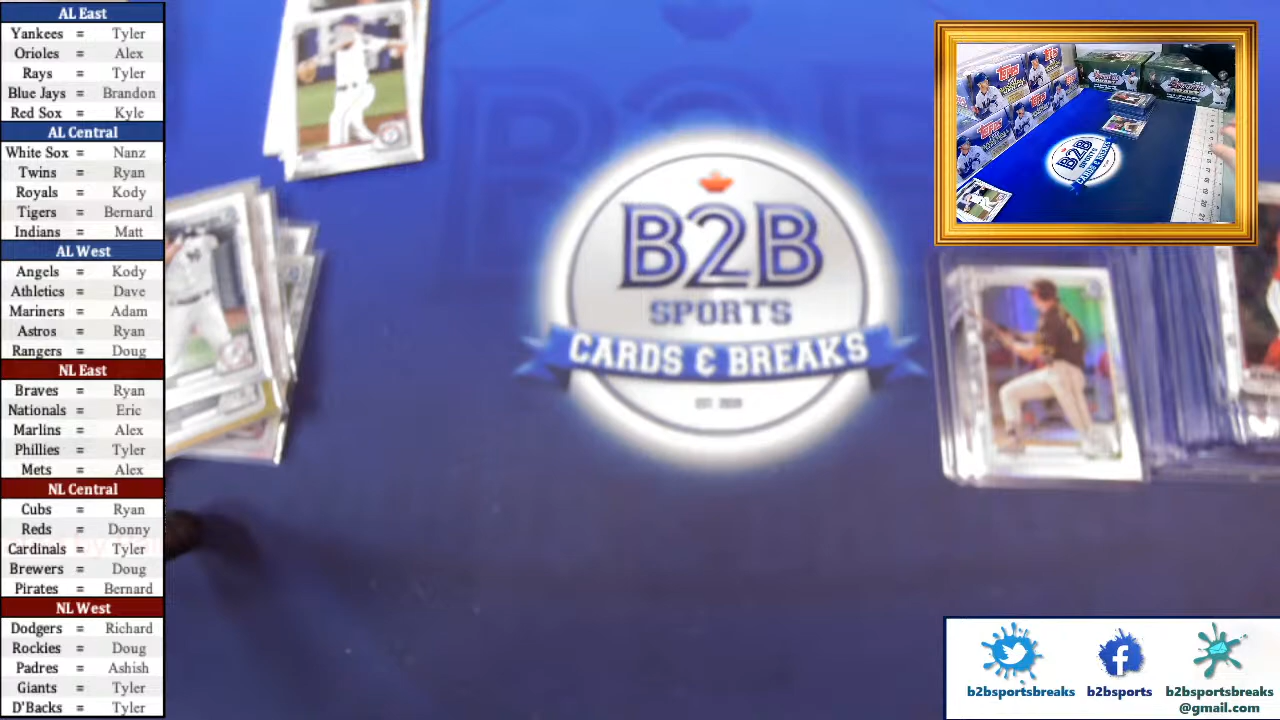 AL East
Yankees = Tyler
Orioles = Alex
Rays = Tyler
Blue Jays = Brandon
Red Sox = Kyle
AL Central
White Sox = Nanz
Twins = Ryan
Royals = Kody
Tigers = Bernard
Indians = Matt
AL West
Angels = Kody
Athletics = Dave
Mariners = Adam
Astros = Ryan
Rangers = Doug
NL East
Braves = Ryan
Nationals = Eric
Marlins = Alex
Phillies = Tyler
Mets = Alex
NL Central
Cubs = Ryan
Reds = Donny
Cardinals = Tyler
Brewers = Doug
Pirates = Bernard
NL West
Dodgers = Richard
Rockies = Doug
Padres = Ashish
Giants = Tyler
D'Backs = Tyler
B2B
SPORTS
CARDS & BREAKS
EST 2020
B2B
Topps
b2bsportsbreaks
b2bsports
b2bsportsbreaks
@gmail.com